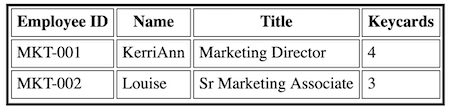 Employee ID Name Title Keycards
MKT-001 KerriAnn Marketing Director 4
MKT-002 Louise Sr Marketing Associate 3